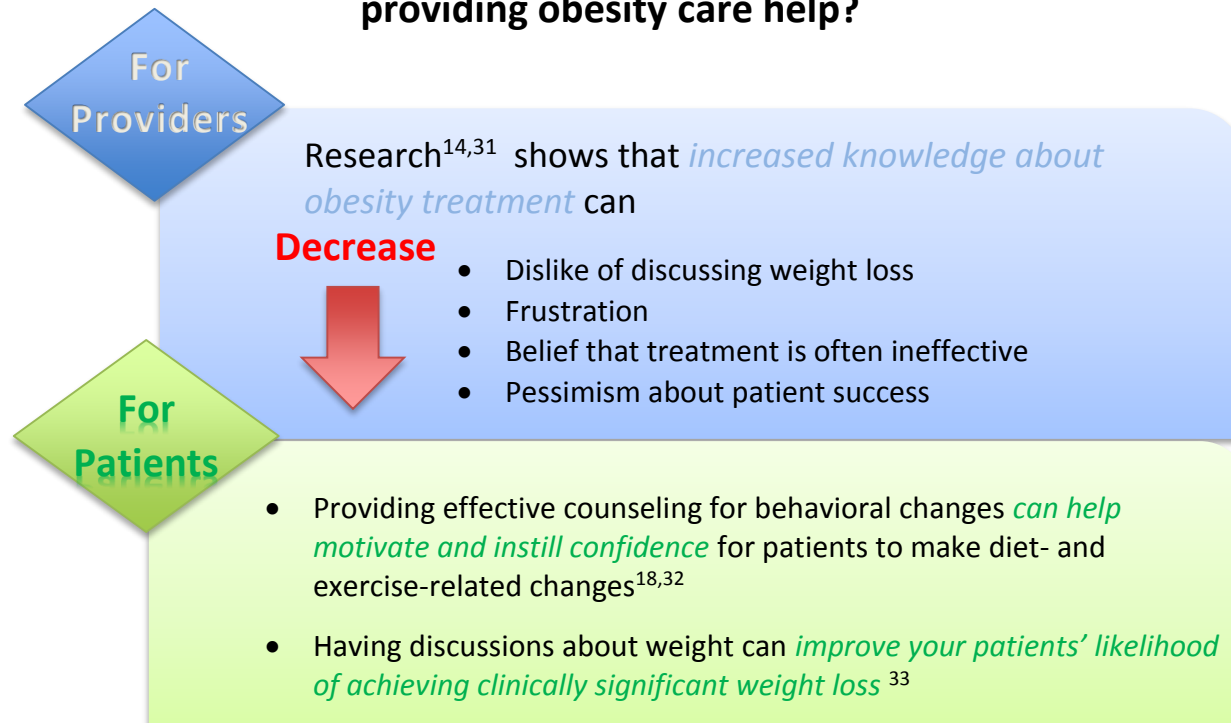 providing obesity care help?
For
Providers
Research14,31 shows that increased knowledge about
obesity treatment can
Decrease
• Dislike of discussing weight loss
• Frustration
• Belief that treatment is often ineffective
• Pessimism about patient success
For
Patients
• Providing effective counseling for behavioral changes can help
motivate and instill confidence for patients to make diet- and
exercise-related changes18,32
• Having discussions about weight can improve your patients’ likelihood
of achieving clinically significant weight loss 33